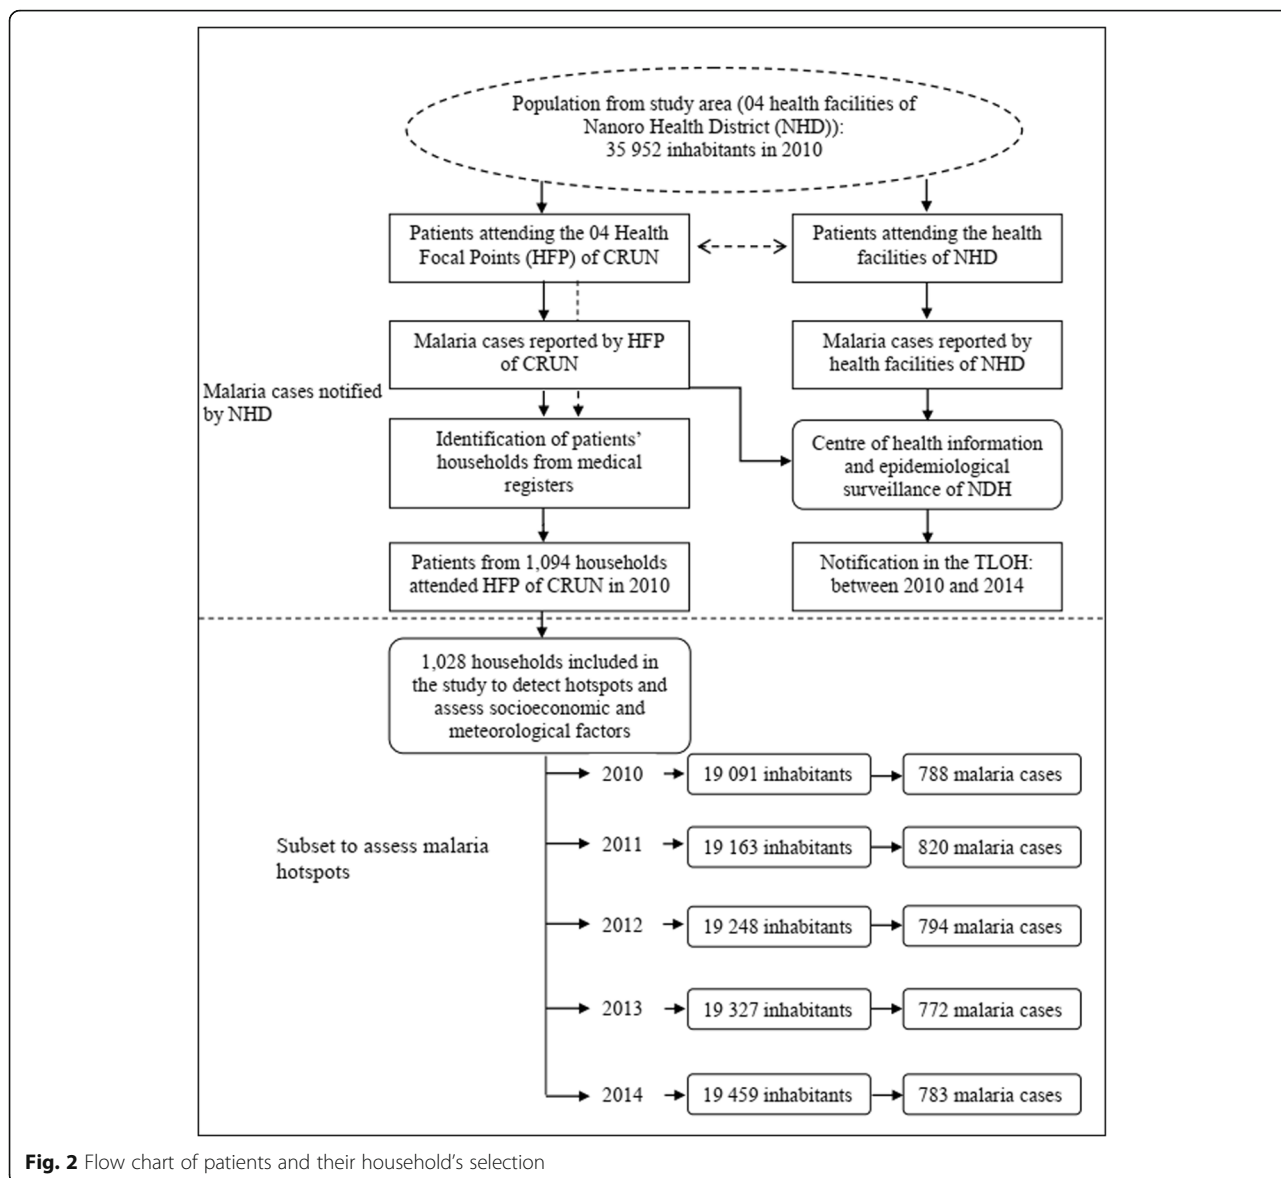 Population from study area (04 health facilities of
Nanoro Health District (NHD)):
35 952 inhabitants in 2010
Patients attending the 04 Health
Focal Points (HFP) of CRUN
Patients attending the health
facilities of NHD
Malaria cases reported by HFP
of CRUN
Malaria cases reported by
health facilities of NHD
Malaria cases notified
by NHD
Identification of patients’
households from medical
registers
Centre of health information
and epidemiological
surveillance of NDH
Patients from 1,094 households
attended HFP of CRUN in 2010
Notification in the TLOH:
between 2010 and 2014
1,028 households included in
the study to detect hotspots and
assess socioeconomic and
meteorological factors
Subset to assess malaria
hotspots
2010 19 091 inhabitants 788 malaria cases
2011 19 163 inhabitants 820 malaria cases
2012 19 248 inhabitants 794 malaria cases
2013 19 327 inhabitants 772 malaria cases
2014 19 459 inhabitants 783 malaria cases
Fig. 2 Flow chart of patients and their household’s selection